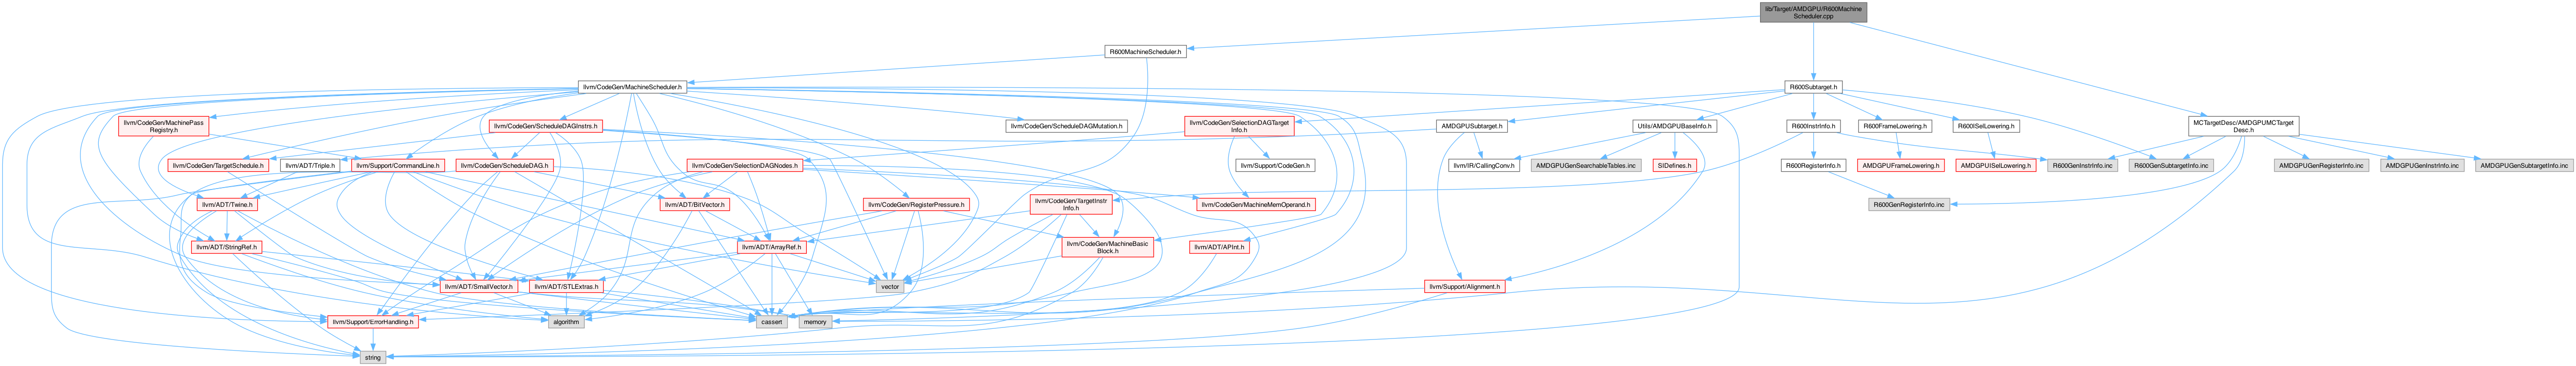 lib/Target/AMDGPU/R600Machine
Scheduler.cpp
R600MachineScheduler.h
llvm/CodeGen/MachineScheduler.h
R600Subtarget.h
llvm/CodeGen/MachinePass
Registry.h
llvm/CodeGen/ScheduleDAGInstrs.h
llvm/CodeGen/ScheduleDAGMutation.h
llvm/CodeGen/SelectionDAGTarget
Info.h
AMDGPUSubtarget.h
Utils/AMDGPUBaseInfo.h
R600InstrInfo.h
R600FrameLowering.h
R600ISelLowering.h
MCTargetDesc/AMDGPUMCTarget
Desc.h
llvm/CodeGen/TargetSchedule.h
llvm/ADT/Triple.h
llvm/Support/CommandLine.h
llvm/CodeGen/ScheduleDAG.h
llvm/CodeGen/SelectionDAGNodes.h
llvm/Support/CodeGen.h
llvm/IR/CallingConv.h
AMDGPUGenSearchableTables.inc
SIDefines.h
R600RegisterInfo.h
AMDGPUFrameLowering.h
AMDGPUISelLowering.h
R600GenInstrInfo.inc
R600GenSubtargetInfo.inc
AMDGPUGenRegisterInfo.inc
AMDGPUGenInstrInfo.inc
AMDGPUGenSubtargetInfo.inc
llvm/ADT/Twine.h
llvm/ADT/BitVector.h
llvm/CodeGen/RegisterPressure.h
llvm/CodeGen/TargetInstr
Info.h
llvm/CodeGen/MachineMemOperand.h
R600GenRegisterInfo.inc
llvm/ADT/StringRef.h
llvm/ADT/ArrayRef.h
llvm/CodeGen/MachineBasic
Block.h
llvm/ADT/APInt.h
llvm/ADT/SmallVector.h
llvm/ADT/STLExtras.h
vector
llvm/Support/Alignment.h
llvm/Support/ErrorHandling.h
algorithm
cassert
memory
string